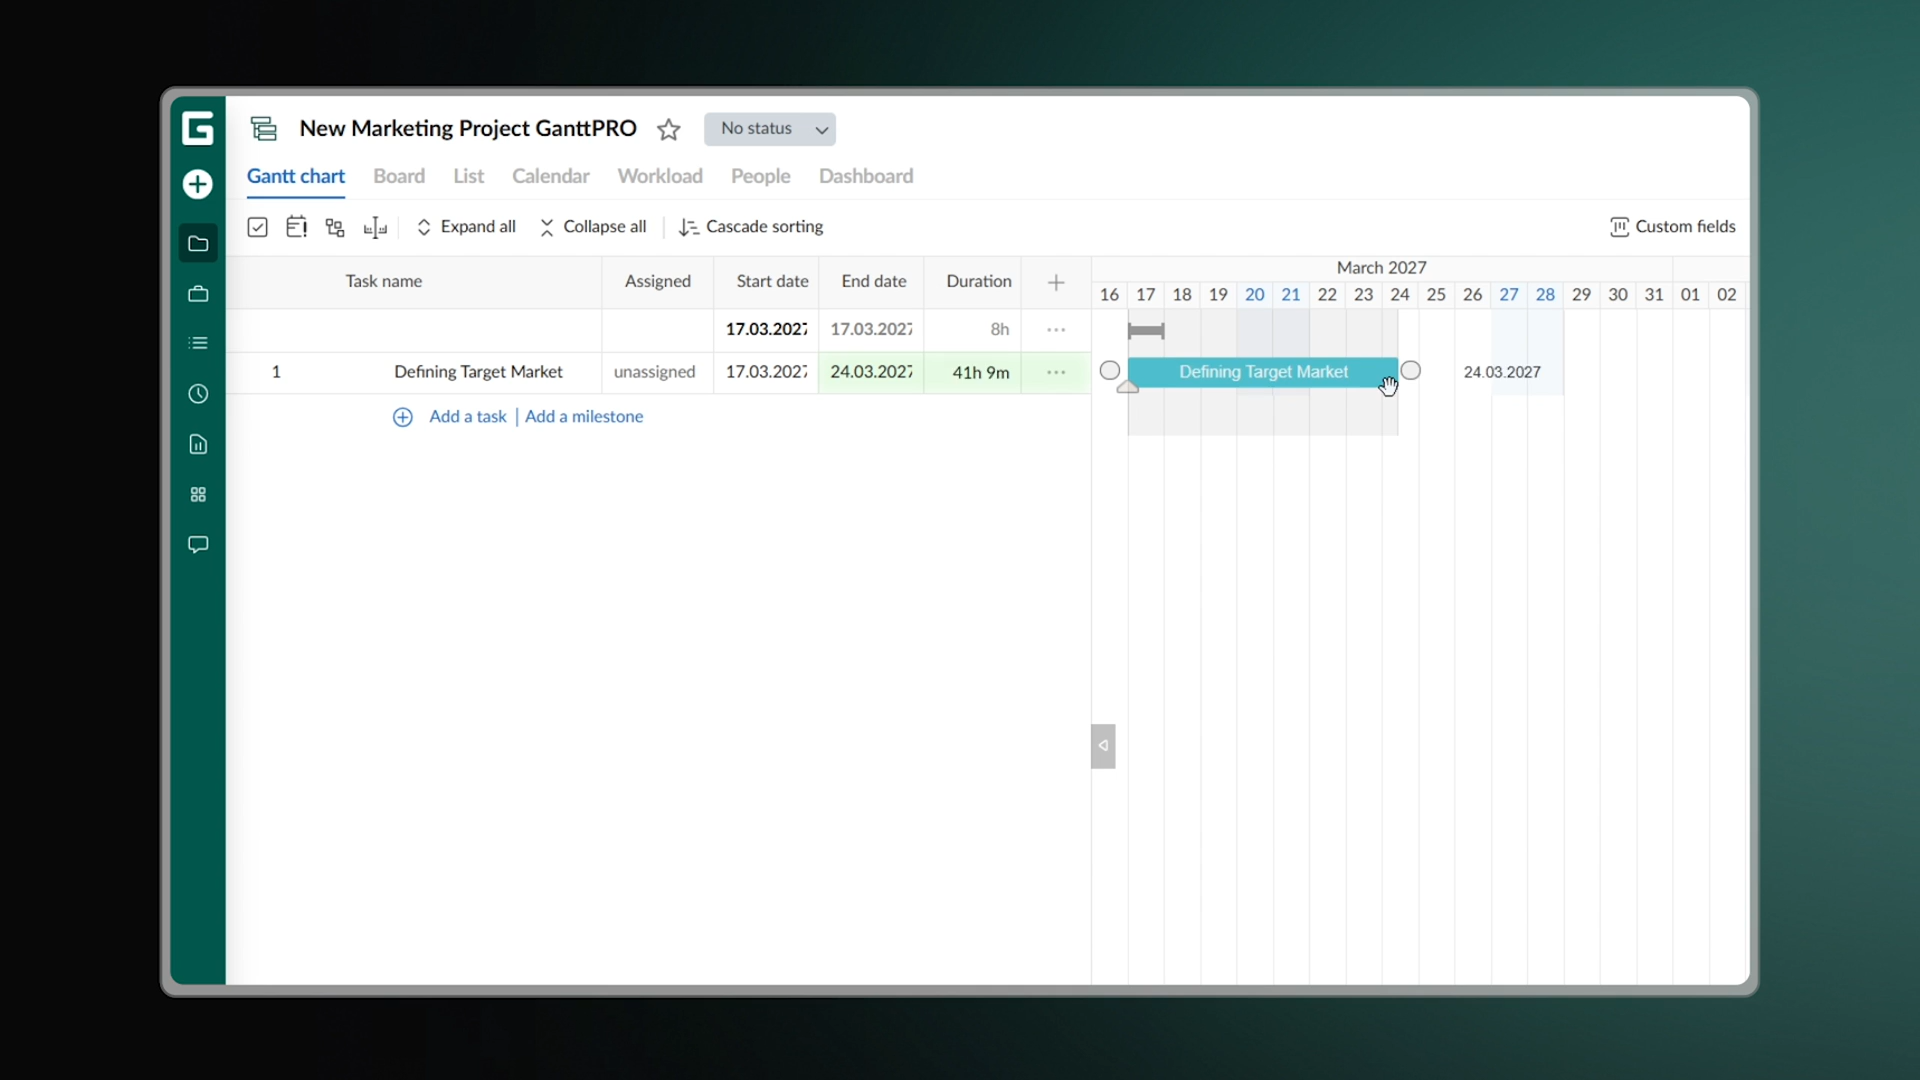 New Marketing Project GanttPRO No status
Gantt chart Board List Calendar Workload People Dashboard
Expand all Collapse all Cascade sorting Custom fields
Task name Assigned Start date End date Duration March 2027
16 17 18 19 20 21 22 23 24 25 26 27 28 29 30 31 01 02
17.03.2027 17.03.2027 8h
1 Defining Target Market unassigned 17.03.2027 24.03.2027 41h 9m Defining Target Market 24.03.2027
Add a task | Add a milestone